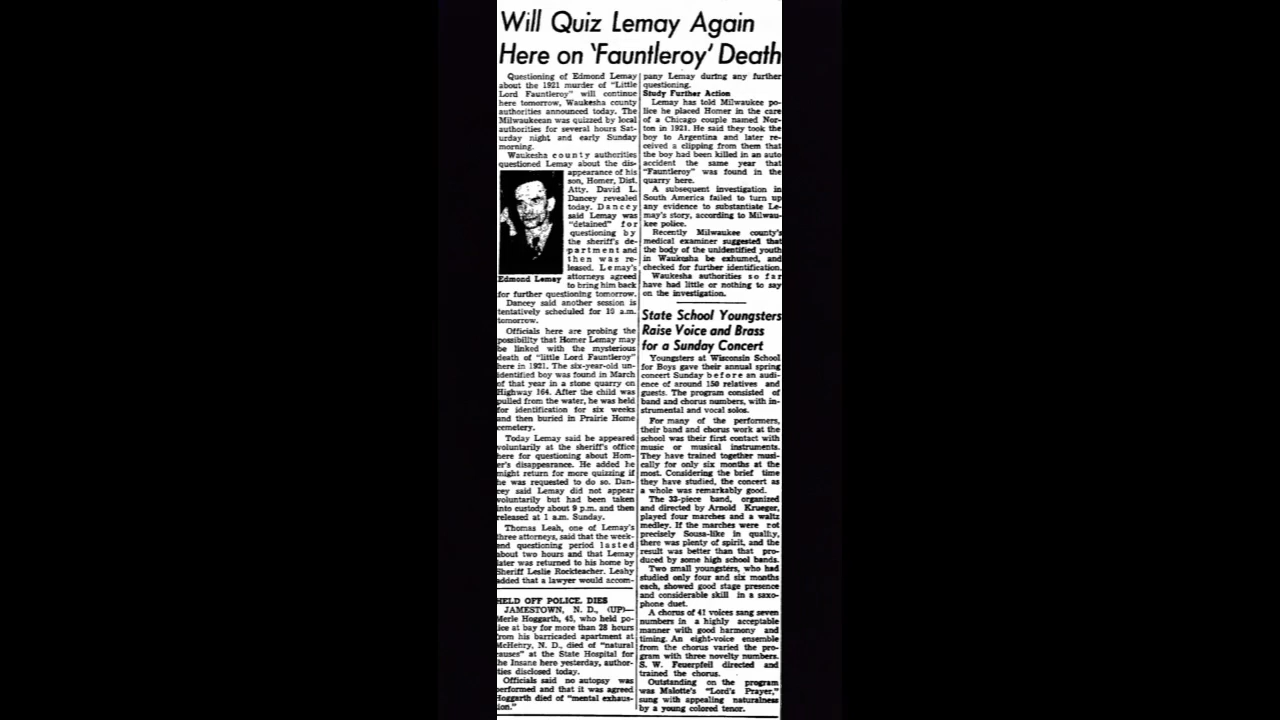 Will Quiz Lemay Again
Here on 'Fauntleroy' Death
Questioning of Edmond Lemay
about the 1921 murder of "Little
Lord Fauntleroy" will continue
here tomorrow, Waukesha county
authorities announced today. The
Milwaukeean was quizzed by local
authorities for several hours Sat-
urday night and early Sunday
morning.
Waukesha county authorities
questioned Lemay about the dis-
appearance of his
son, Homer, Dist.
Atty. David L.
Dancey revealed
today. Dancey
said Lemay was
"detained" for
questioning by
the sheriff's de-
partment and
then was re-
leased. Lemay's
attorneys agreed
to bring him back
Edmond Lemay
for further questioning tomorrow.
Dancey said another session is
tentatively scheduled for 10 a.m.
tomorrow.
Officials here are probing the
possibility that Homer Lemay may
be linked with the mysterious
death of "little Lord Fauntleroy"
here in 1921. The six-year-old un-
identified boy was found in March
of that year in a stone quarry on
Highway 164. After the child was
pulled from the water, he was held
for identification for six weeks
and then buried in Prairie Home
cemetery.
Today Lemay said he appeared
voluntarily at the sheriff's office
here for questioning about Hom-
er's disappearance. He added he
might return for more quizzing if
he was requested to do so. Dan-
cey said Lemay did not appear
voluntarily but had been taken
into custody about 9 p.m. and then
released at 1 a.m. Sunday.
Thomas Leah, one of Lemay's
three attorneys, said that the week-
end questioning period lasted
about two hours and that Lemay
later was returned to his home by
Sheriff Leslie Rockteacher. Leahy
added that a lawyer would accom-
HELD OFF POLICE, DIES
JAMESTOWN, N. D., (UP)—
Merle Hoggarth, 45, who held po-
lice at bay for more than 28 hours
from his barricaded apartment at
McHenry, N. D., died of "natural
causes" at the State Hospital for
the Insane here yesterday, author-
ities disclosed today.
Officials said no autopsy was
performed and that it was agreed
Hoggarth died of "mental exhaus-
tion."
pany Lemay during any further
questioning.
Study Further Action
Lemay has told Milwaukee po-
lice he placed Homer in the care
of a Chicago couple named Nor-
ton in 1921. He said they took the
boy to Argentina and later re-
ceived a clipping from them that
the boy had been killed in an auto
accident the same year that
"Fauntleroy" was found in the
quarry here.
A subsequent investigation in
South America failed to turn up
any evidence to substantiate Le-
may's story, according to Milwau-
kee police.
Recently Milwaukee county's
medical examiner suggested that
the body of the unidentified youth
in Waukesha be exhumed, and
checked for further identification.
Waukesha authorities so far
have had little or nothing to say
on the investigation.
State School Youngsters
Raise Voice and Brass
for a Sunday Concert
Youngsters at Wisconsin School
for Boys gave their annual spring
concert Sunday before an audi-
ence of around 150 relatives and
guests. The program consisted of
band and chorus numbers, with in-
strumental and vocal solos.
For many of the performers,
their band and chorus work at the
school was their first contact with
music or musical instruments.
They have trained together musi-
cally for only six months at the
most. Considering the brief time
they have studied, the concert as
a whole was remarkably good.
The 33-piece band, organized
and directed by Arnold Krueger,
played four marches and a waltz
medley. If the marches were not
precisely Sousa-like in quality,
there was plenty of spirit, and the
result was better than that pro-
duced by some high school bands.
Two small youngsters, who had
studied only four and six months
each, showed good stage presence
and considerable skill in a saxo-
phone duet.
A chorus of 41 voices sang seven
numbers in a highly acceptable
manner with good harmony and
timing. An eight-voice ensemble
from the chorus varied the pro-
gram with three novelty numbers.
S. W. Feuerpfeil directed and
trained the chorus.
Outstanding on the program
was Malotte's "Lord's Prayer,"
sung with appealing naturalness
by a young colored tenor.